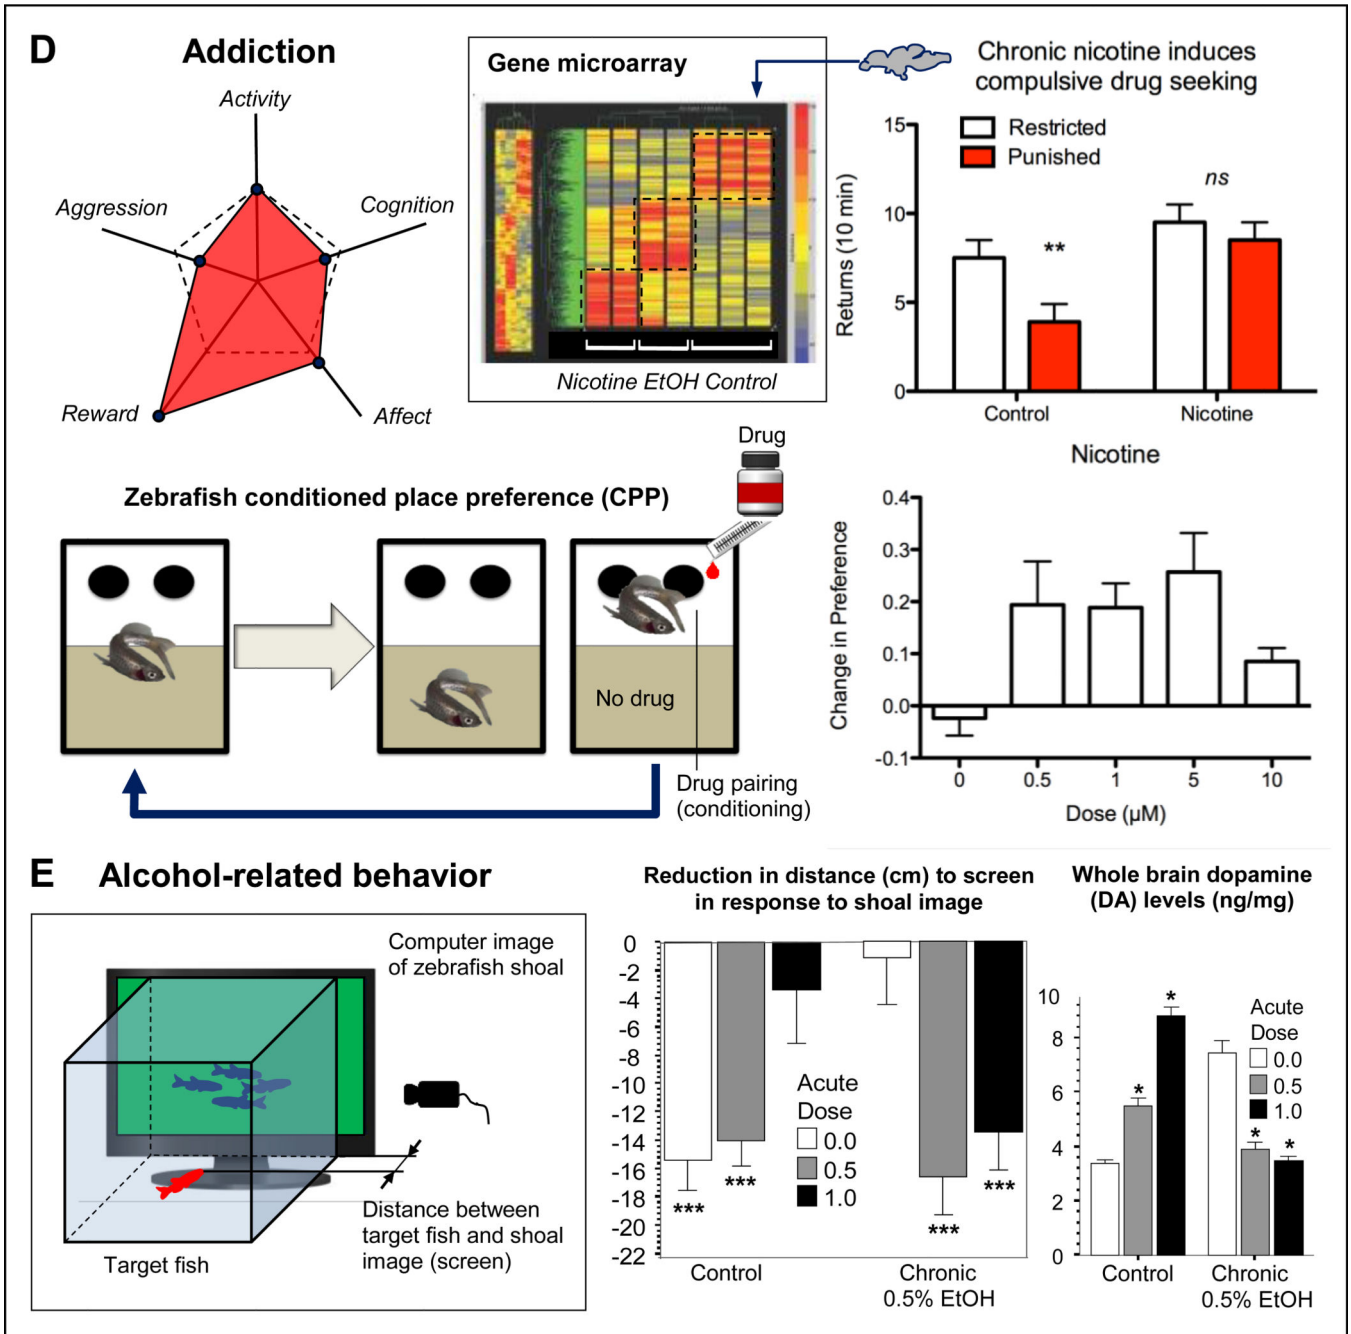 D
Addiction
Activity
Aggression
Cognition
Reward
Affect
Gene microarray
Nicotine EtOH Control
Chronic nicotine induces
compulsive drug seeking
Restricted
Punished
Returns (10 min)
15
10
5
0
**
ns
Control
Nicotine
Zebrafish conditioned place preference (CPP)
Drug
No drug
Drug pairing
(conditioning)
Nicotine
Change in Preference
0.4
0.3
0.2
0.1
0.0
-0.1
0
0.5
1
5
10
Dose (µM)
E
Alcohol-related behavior
Computer image
of zebrafish shoal
Distance between
target fish and shoal
image (screen)
Target fish
Reduction in distance (cm) to screen
in response to shoal image
0
-2
-4
-6
-8
-10
-12
-14
-16
-18
-20
-22
***
***
***
***
Acute
Dose
0.0
0.5
1.0
Control
Chronic
0.5% EtOH
Whole brain dopamine
(DA) levels (ng/mg)
10
8
6
4
2
0
*
*
*
*
Acute
Dose
0.0
0.5
1.0
Control
Chronic
0.5% EtOH